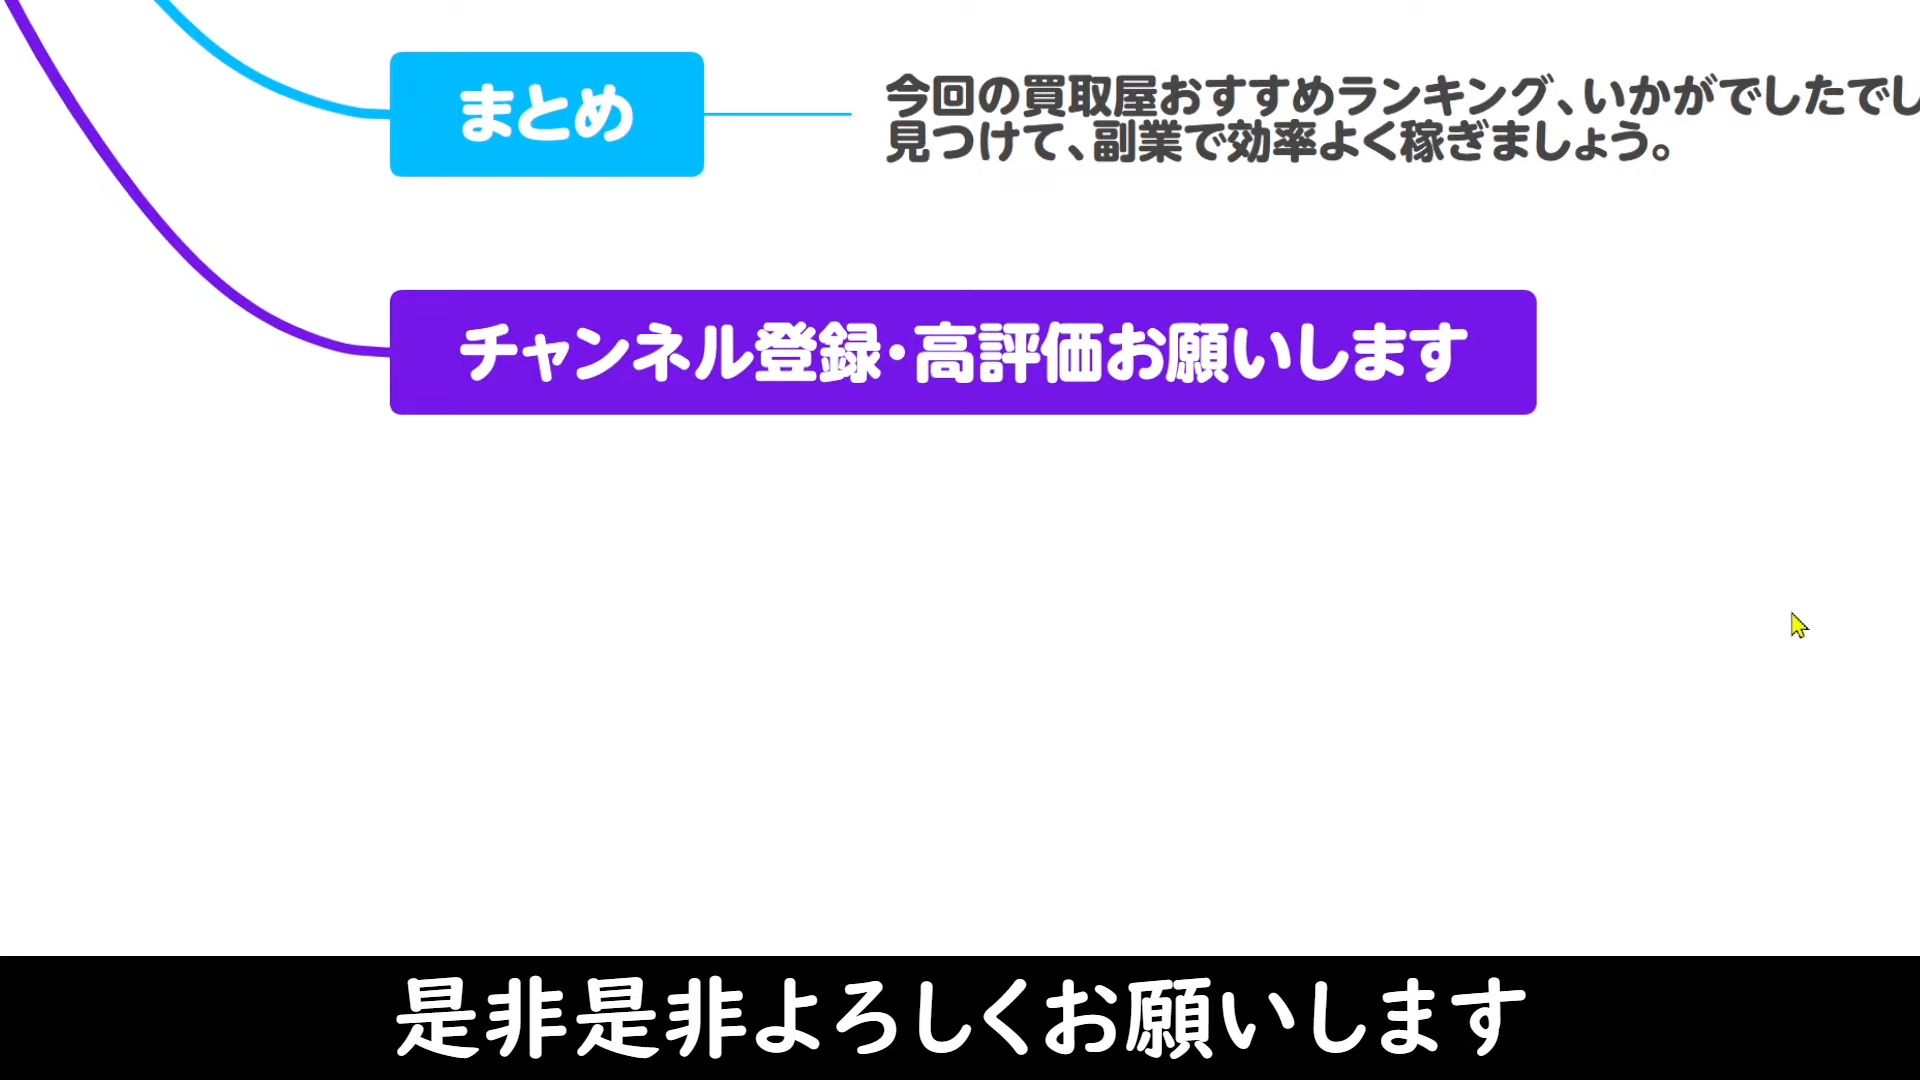 まとめ
今回の買取屋おすすめランキング、いかがでしたでし
見つけて、副業で効率よく稼ぎましょう。
チャンネル登録・高評価お願いします
是非是非よろしくお願いします